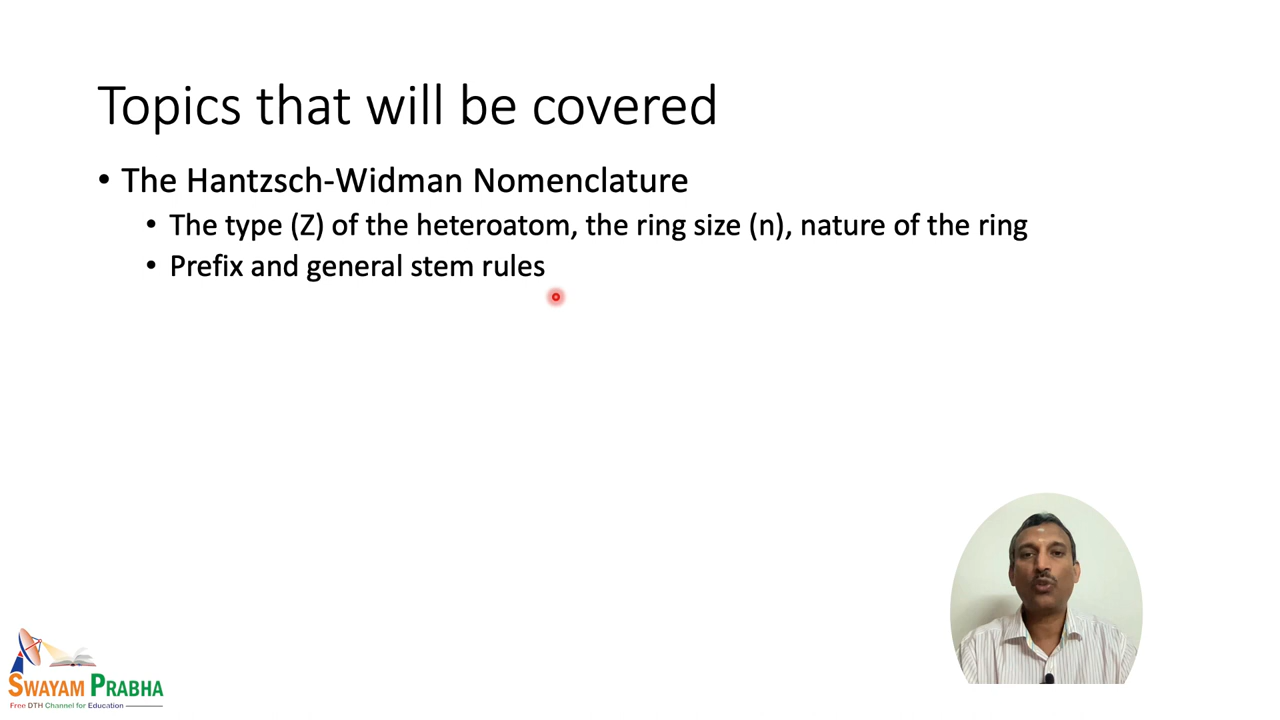 Topics that will be covered
• The Hantzsch-Widman Nomenclature
• The type (Z) of the heteroatom, the ring size (n), nature of the ring
• Prefix and general stem rules
SWAYAM PRABHA
Free DTH Channel for Education